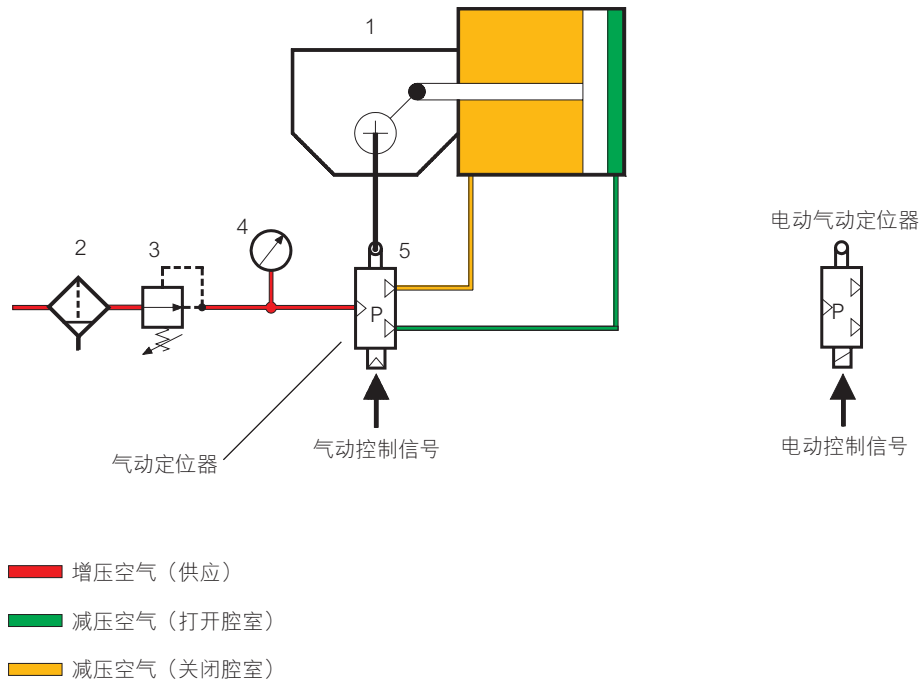 1
电动气动定位器
2
3
4
5
P
P
气动控制信号
电动控制信号
气动定位器
增压空气（供应）
减压空气（打开腔室）
减压空气（关闭腔室）